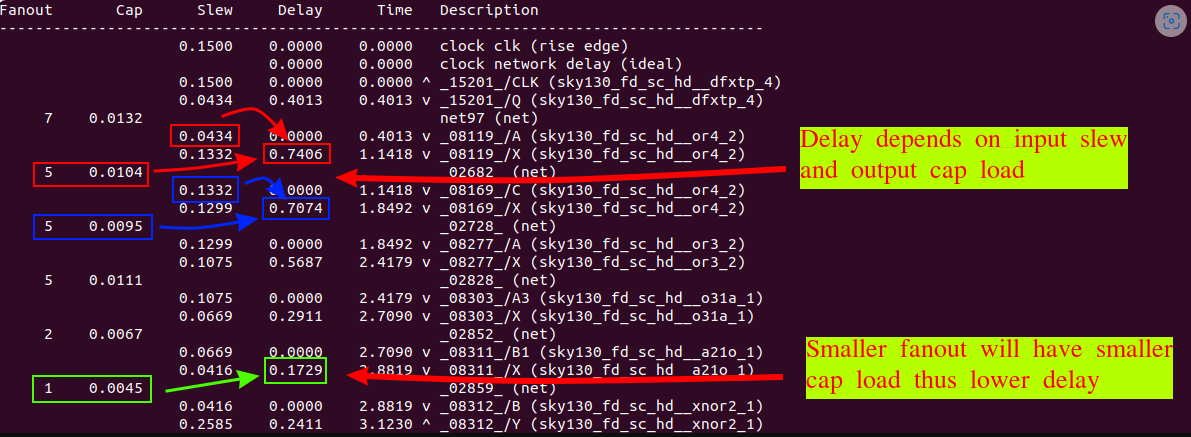 Fanout Cap Slew Delay Time Description
-------------------------------------------------------------------------------------
0.1500 0.0000 0.0000 clock clk (rise edge)
0.0000 0.0000 clock network delay (ideal)
0.1500 0.0000 0.0000 ^ _15201_/CLK (sky130_fd_sc_hd__dfxtp_4)
0.0434 0.4013 0.4013 v _15201_/Q (sky130_fd_sc_hd__dfxtp_4)
7 0.0132 net97 (net)
0.0434 0.0000 0.4013 v _08119_/A (sky130_fd_sc_hd__or4_2)
0.1332 0.7406 1.1418 v _08119_/X (sky130_fd_sc_hd__or4_2)
5 0.0104 _02682_ (net)
0.1332 0.0000 1.1418 v _08169_/C (sky130_fd_sc_hd__or4_2)
0.1299 0.7074 1.8492 v _08169_/X (sky130_fd_sc_hd__or4_2)
5 0.0095 _02728_ (net)
0.1299 0.0000 1.8492 v _08277_/A (sky130_fd_sc_hd__or3_2)
0.1075 0.5687 2.4179 v _08277_/X (sky130_fd_sc_hd__or3_2)
5 0.0111 _02828_ (net)
0.1075 0.0000 2.4179 v _08303_/A3 (sky130_fd_sc_hd__o31a_1)
0.0669 0.2911 2.7090 v _08303_/X (sky130_fd_sc_hd__o31a_1)
2 0.0067 _02852_ (net)
0.0669 0.0000 2.7090 v _08311_/B1 (sky130_fd_sc_hd__a21o_1)
0.0416 0.1729 2.8819 v _08311_/X (sky130_fd_sc_hd__a21o_1)
1 0.0045 _02859_ (net)
0.0416 0.0000 2.8819 v _08312_/B (sky130_fd_sc_hd__xnor2_1)
0.2585 0.2411 3.1230 ^ _08312_/Y (sky130_fd_sc_hd__xnor2_1)
Delay depends on input slew
and output cap load
Smaller fanout will have smaller
cap load thus lower delay